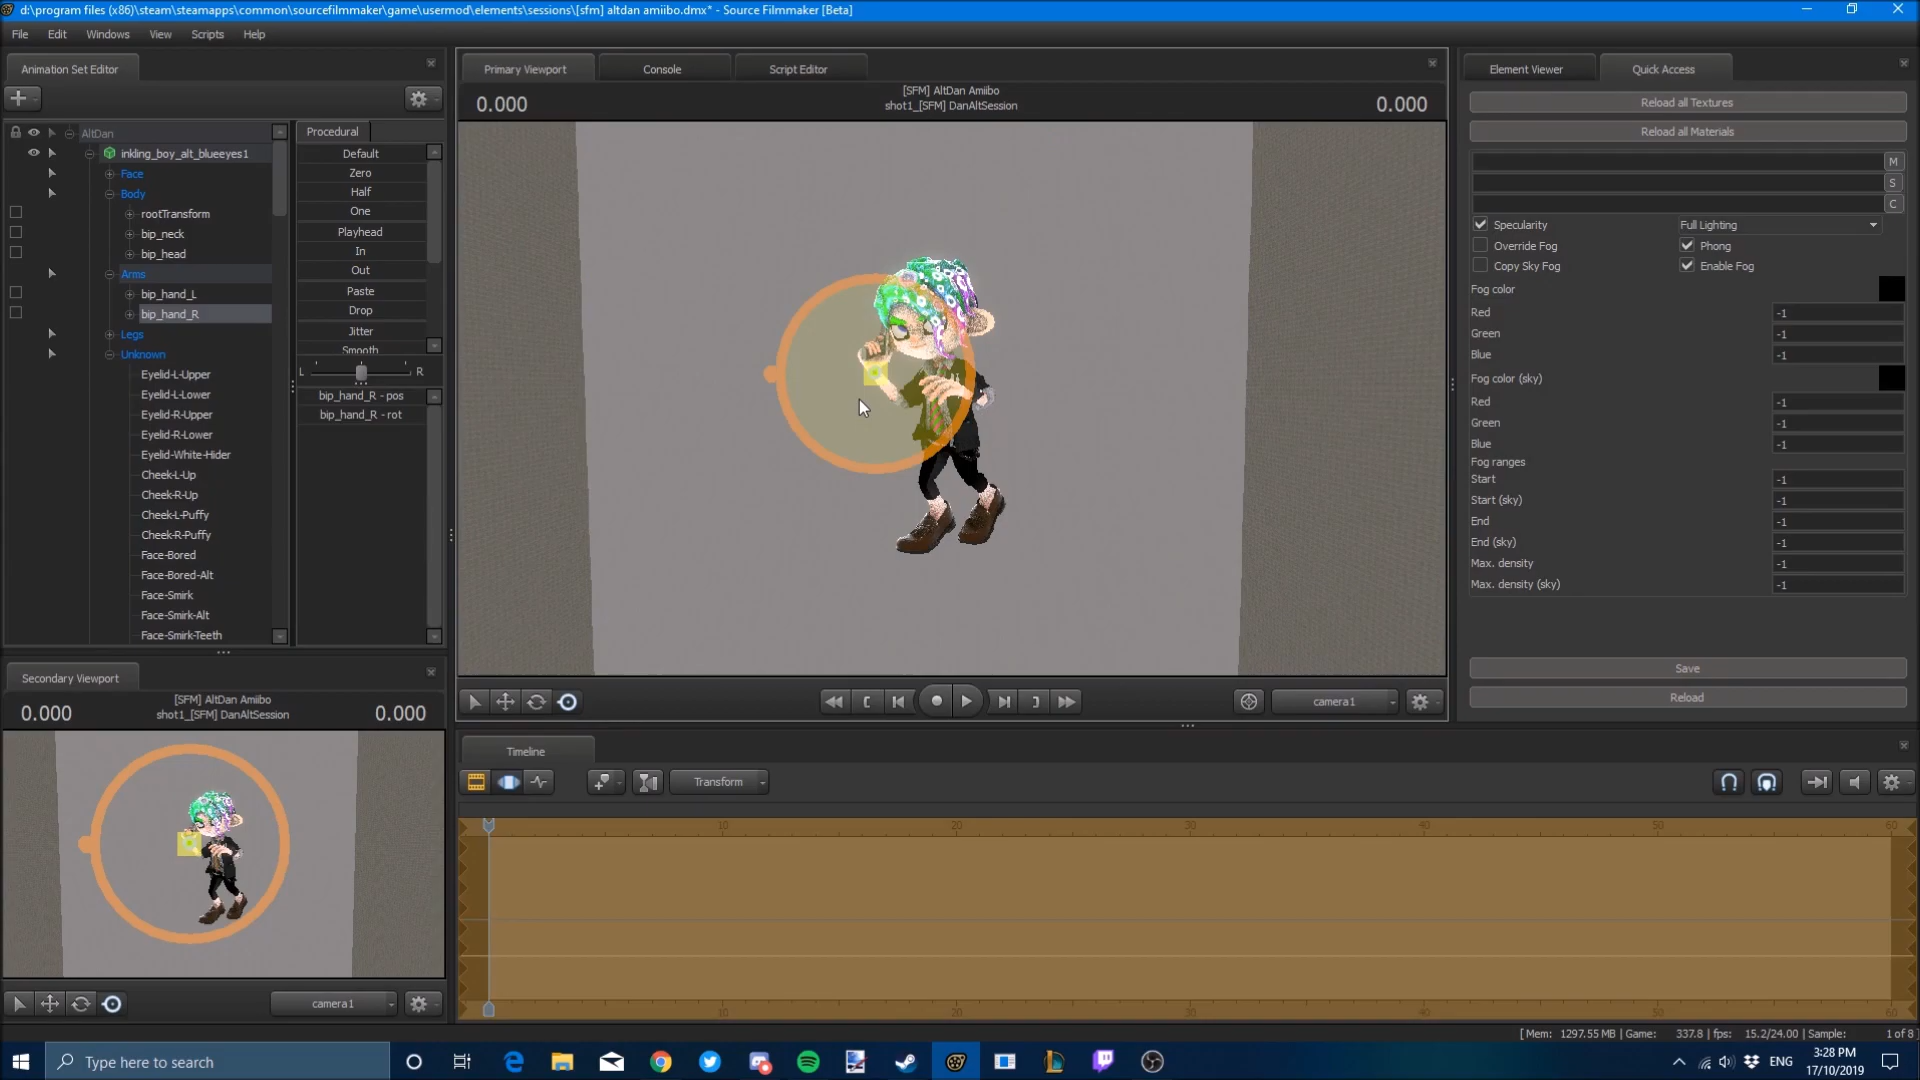 d:\program files (x86)\steam\steamapps\common\sourcefilmmaker\game\usermod\elements\sessions\[sfm] altdan amiibo.dmx* - Source Filmmaker [Beta]
File Edit Windows View Scripts Help
Animation Set Editor
AltDan
inkling_boy_alt_blueeyes1
Face
Body
rootTransform
bip_neck
bip_head
Arms
bip_hand_L
bip_hand_R
Legs
Unknown
Eyelid-L-Upper
Eyelid-L-Lower
Eyelid-R-Upper
Eyelid-R-Lower
Eyelid-White-Hider
Cheek-L-Up
Cheek-R-Up
Cheek-L-Puffy
Cheek-R-Puffy
Face-Bored
Face-Bored-Alt
Face-Smirk
Face-Smirk-Alt
Face-Smirk-Teeth
Procedural
Default
Zero
Half
One
Playhead
In
Out
Paste
Drop
Jitter
Smooth
L R
bip_hand_R - pos
bip_hand_R - rot
Primary Viewport Console Script Editor
0.000 [SFM] AltDan Amiibo 0.000
shot1_[SFM] DanAltSession
camera1
Element Viewer Quick Access
Reload all Textures
Reload all Materials
M
S
C
Specularity Full Lighting
Override Fog Phong
Copy Sky Fog Enable Fog
Fog color
Red -1
Green -1
Blue -1
Fog color (sky)
Red -1
Green -1
Blue -1
Fog ranges
Start -1
Start (sky) -1
End -1
End (sky) -1
Max. density -1
Max. density (sky) -1
Save
Reload
Secondary Viewport
0.000 [SFM] AltDan Amiibo 0.000
shot1_[SFM] DanAltSession
camera1
Timeline
Transform
10 20 30 40 50 60
10 20 30 40 50 60
[ Mem: 1297.55 MB | Game: 337.8 | fps: 15.2/24.00 | Sample: 1 of 8 ]
Type here to search
ENG
3:28 PM
17/10/2019